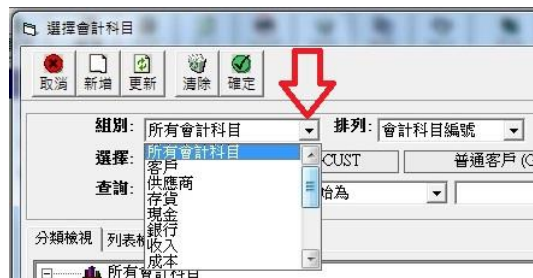 選擇會計科目
取消 新增 更新 清除 確定
組別: 所有會計科目 排列: 會計科目編號
選擇: 所有會計科目 CUST 普通客戶 (C
客戶
查詢: 供應商 始為
存貨
現金
銀行
分類檢視 列表 收入
成本
所有會計科目